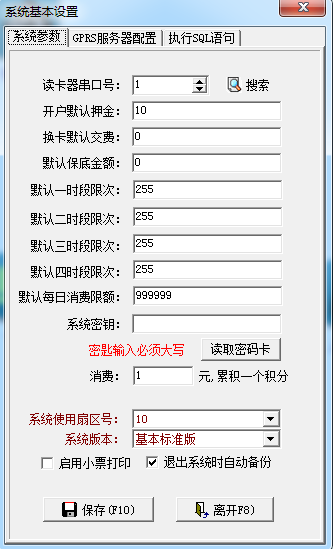 系统基本设置
系统参数 GPRS服务器配置 执行SQL语句
读卡器串口号: 1 搜索
开户默认押金: 10
换卡默认交费: 0
默认保底金额: 0
默认一时段限次: 255
默认二时段限次: 255
默认三时段限次: 255
默认四时段限次: 255
默认每日消费限额: 999999
系统密钥:
密匙输入必须大写 读取密码卡
消费: 1 元,累积一个积分
系统使用扇区号: 10
系统版本: 基本标准版
启用小票打印 退出系统时自动备份
保存(F10) 离开F8)